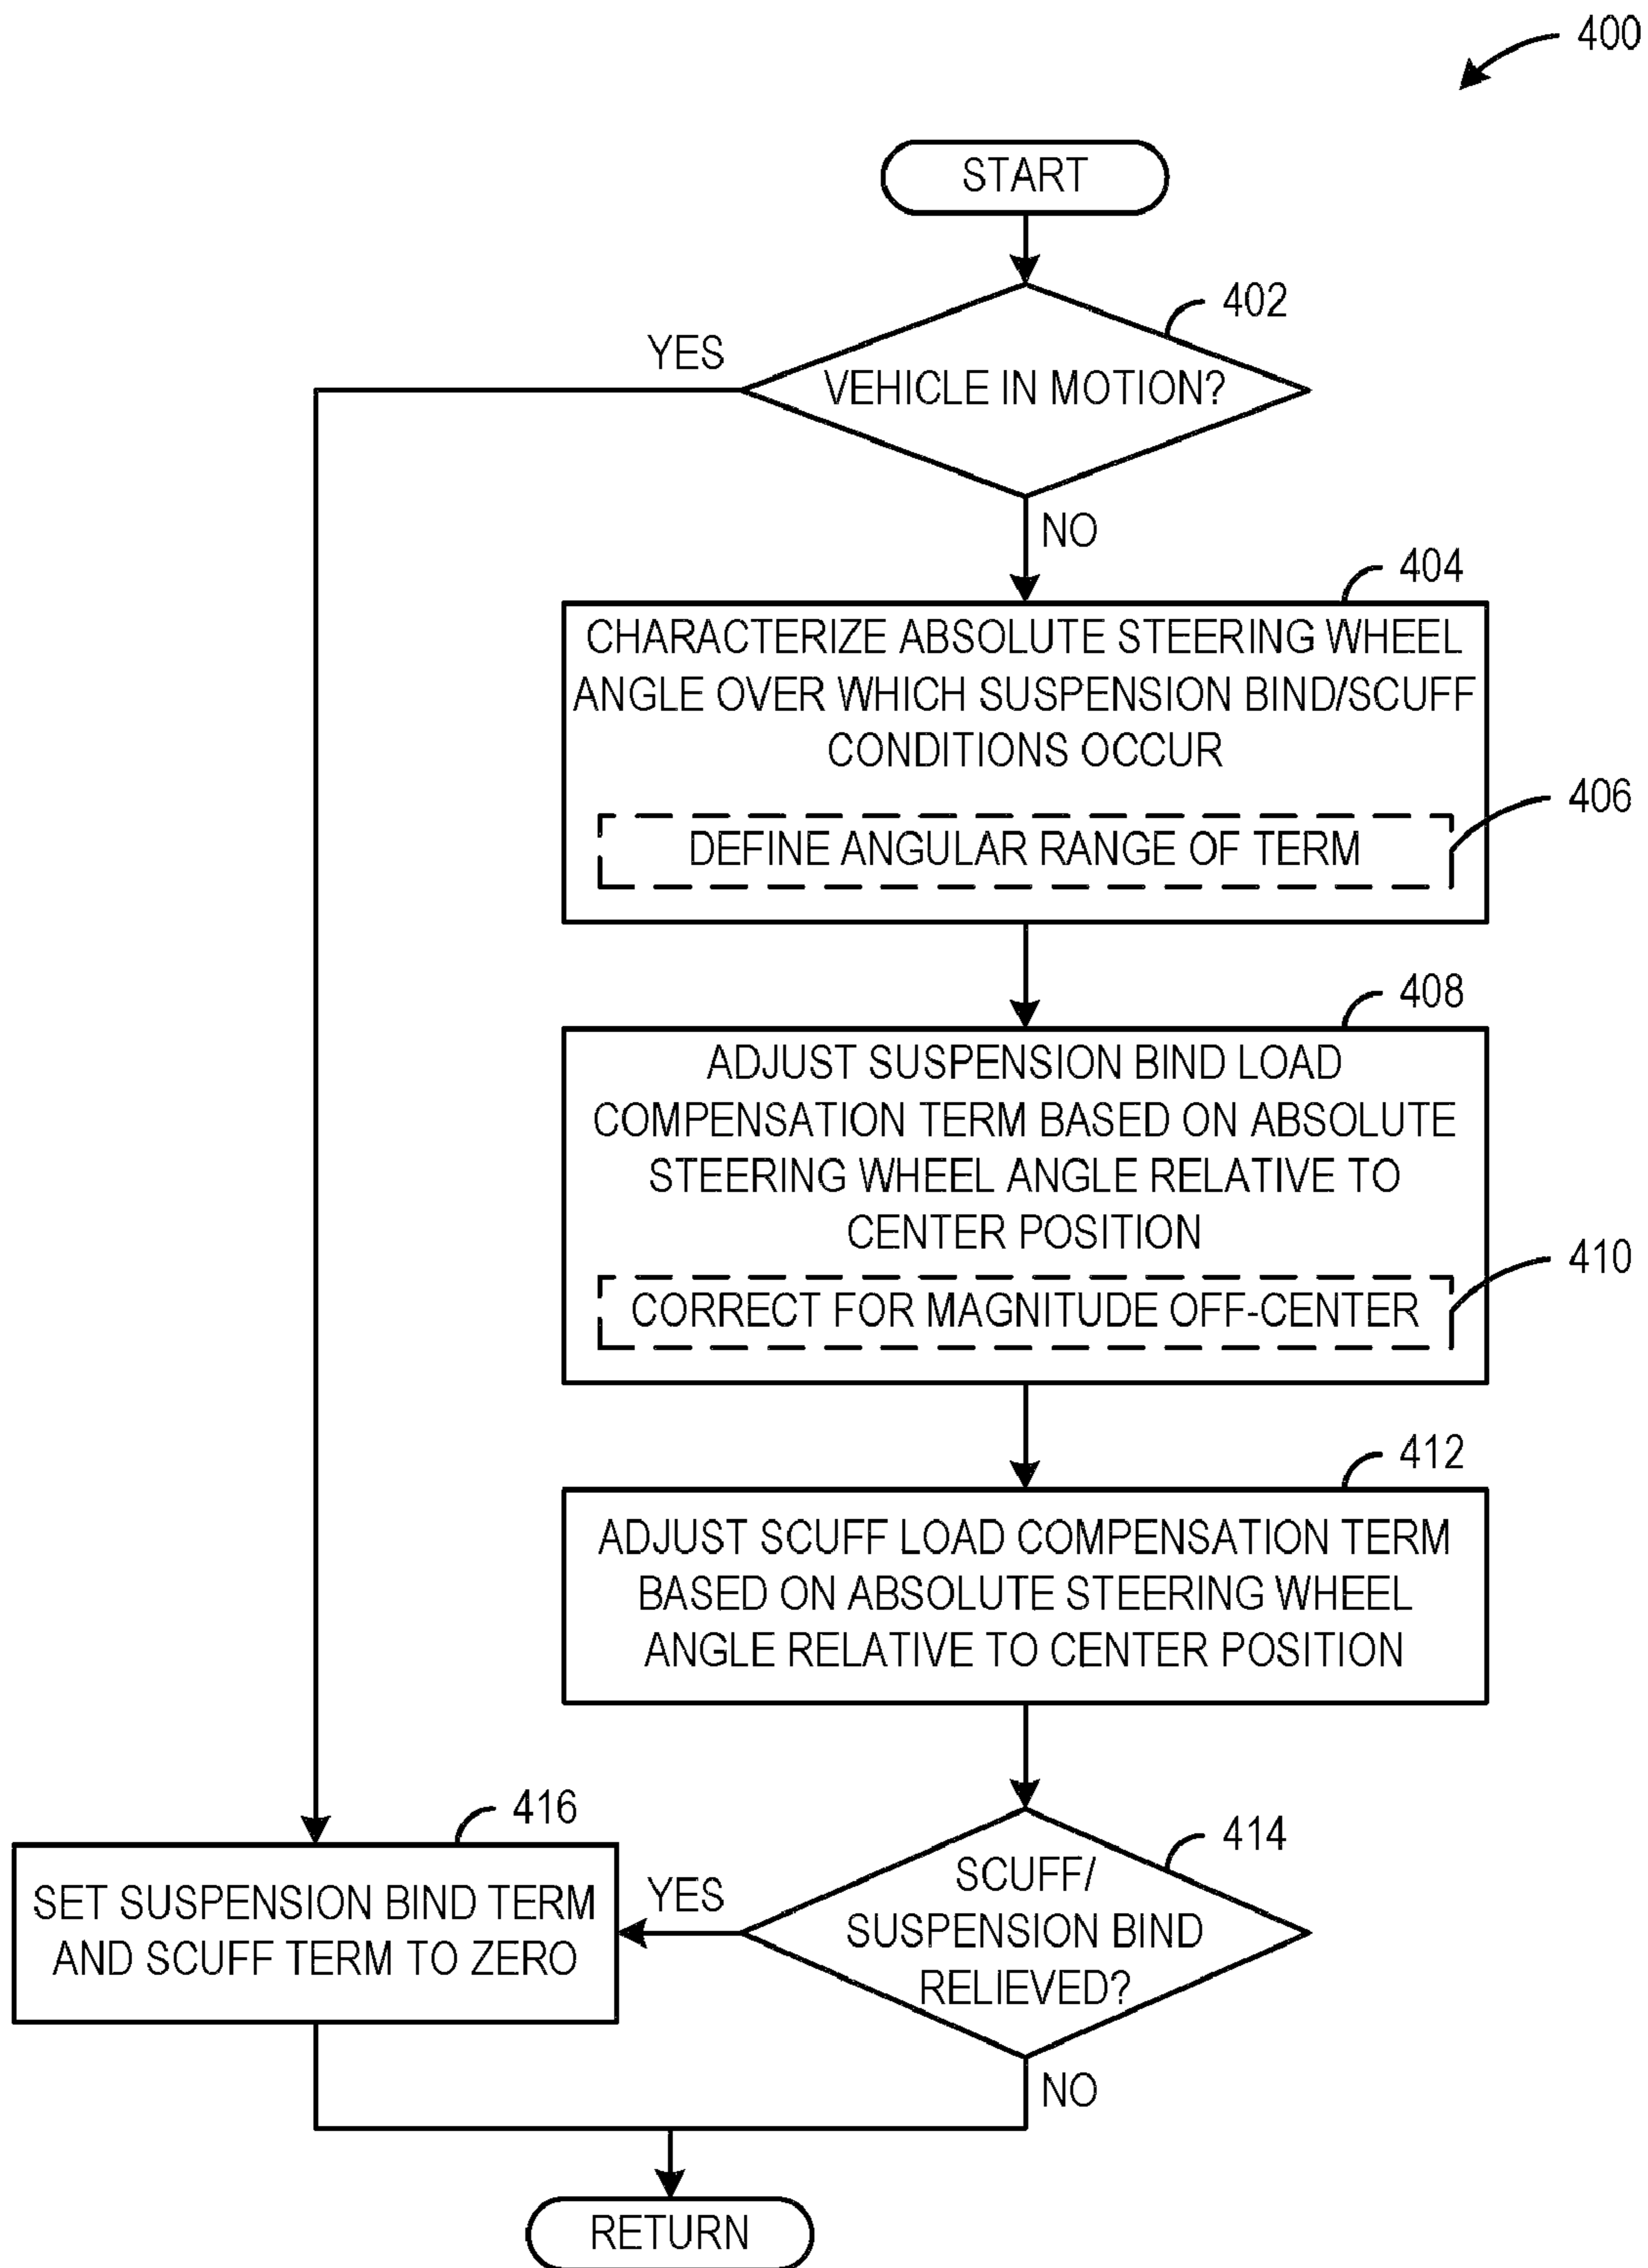 400
START
402
YES
VEHICLE IN MOTION?
NO
404
CHARACTERIZE ABSOLUTE STEERING WHEEL
ANGLE OVER WHICH SUSPENSION BIND/SCUFF
CONDITIONS OCCUR
406
DEFINE ANGULAR RANGE OF TERM
408
ADJUST SUSPENSION BIND LOAD
COMPENSATION TERM BASED ON ABSOLUTE
STEERING WHEEL ANGLE RELATIVE TO
CENTER POSITION
410
CORRECT FOR MAGNITUDE OFF-CENTER
412
ADJUST SCUFF LOAD COMPENSATION TERM
BASED ON ABSOLUTE STEERING WHEEL
ANGLE RELATIVE TO CENTER POSITION
416
414
SET SUSPENSION BIND TERM
AND SCUFF TERM TO ZERO
YES
SCUFF/
SUSPENSION BIND
RELIEVED?
NO
RETURN